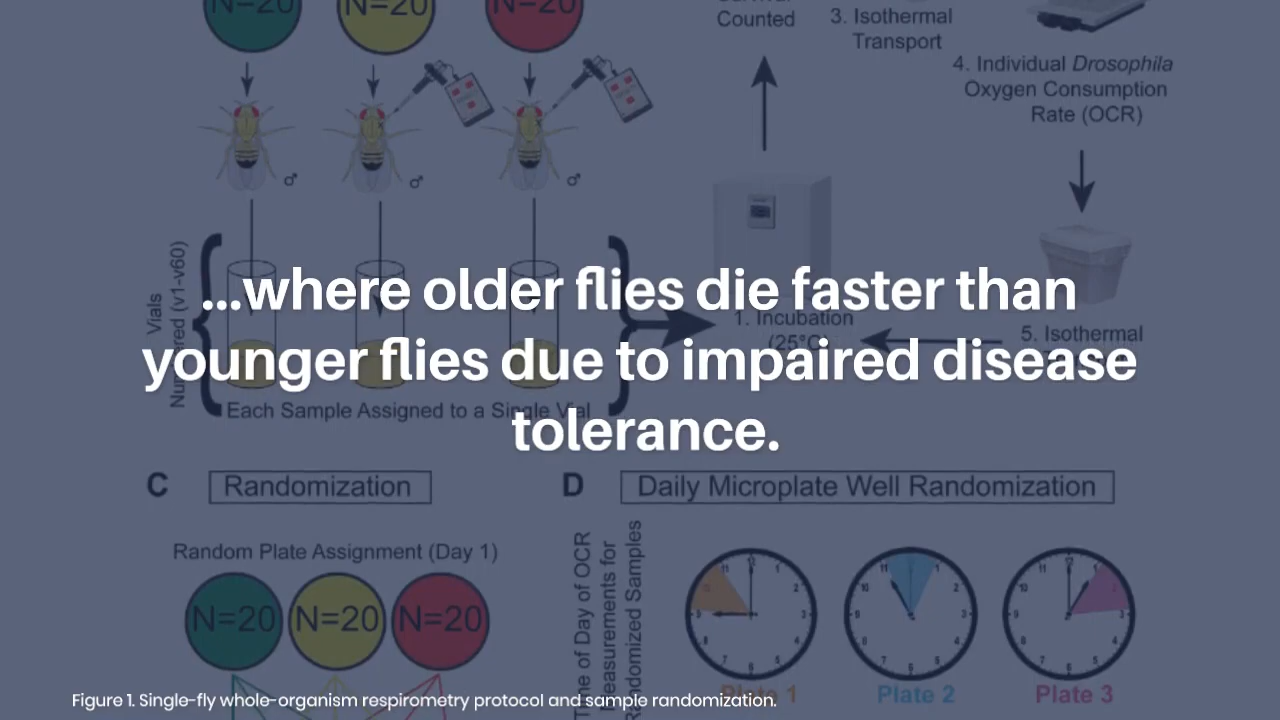 N=20
N=20
N=20
Counted
3. Isothermal
Transport
4. Individual Drosophila
Oxygen Consumption
Rate (OCR)
♂
♂
♂
Vials
(v1-v60)
...where older flies die faster than
younger flies due to impaired disease
tolerance.
1. Incubation
(25°C)
5. Isothermal
Each Sample Assigned to a Single Vial
C
Randomization
D
Daily Microplate Well Randomization
Random Plate Assignment (Day 1)
N=20
N=20
N=20
Time of Day of OCR
Measurements for
Randomized Samples
Plate 1
Plate 2
Plate 3
Figure 1. Single-fly whole-organism respirometry protocol and sample randomization.